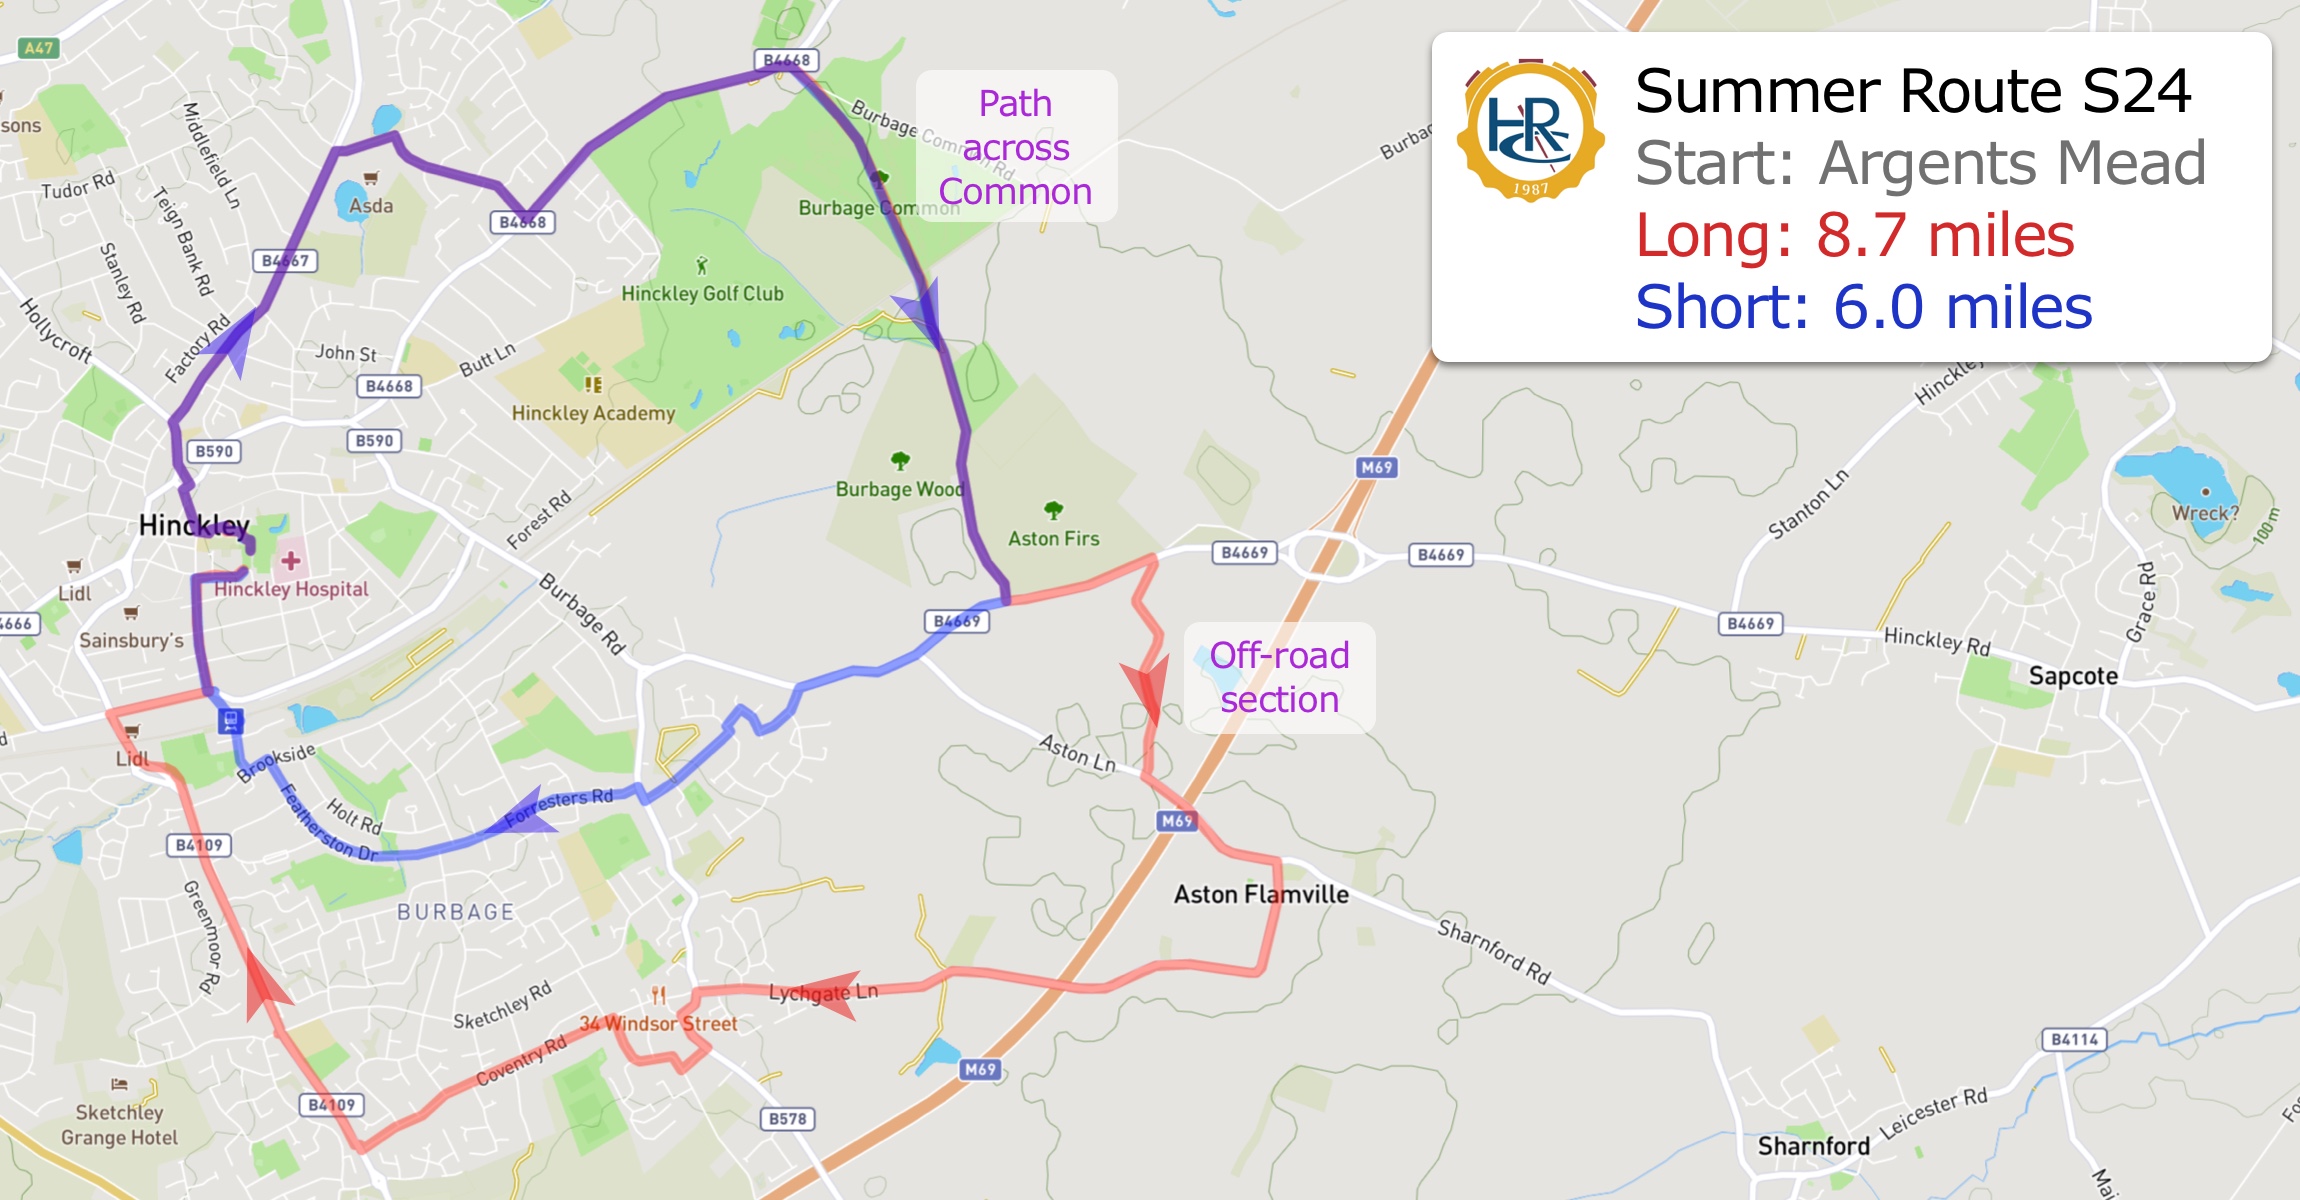 A47
B4668
Summer Route S24
Start: Argents Mead
Long: 8.7 miles
Short: 6.0 miles
HR
1987
Path
across
Common
Burbage Common Rd
Middlefield Ln
sons
Tudor Rd
Teign Bank Rd
Asda
B4668
Burbage Common
B4667
Stanley Rd
Hinckley Golf Club
Hollycroft
Factory Rd
John St
Butt Ln
B4668
Hinckley Academy
Hinckley
B590
B590
M69
Burbage Wood
Stanton Ln
Wreck?
100 m
Forest Rd
Hinckley
Aston Firs
B4669
B4669
Hinckley Hospital
Lidl
Burbage Rd
Grace Rd
4666
Sainsbury's
B4669
B4669
Hinckley Rd
Off-road
section
Sapcote
Lidl
Brookside
Aston Ln
Holt Rd
Forresters Rd
Featherston Dr
M69
B4109
Greenmoor Rd
Aston Flamville
BURBAGE
Sharnford Rd
Sketchley Rd
Lychgate Ln
34 Windsor Street
Coventry Rd
B4114
M69
Sketchley
Grange Hotel
B4109
B578
Leicester Rd
Sharnford